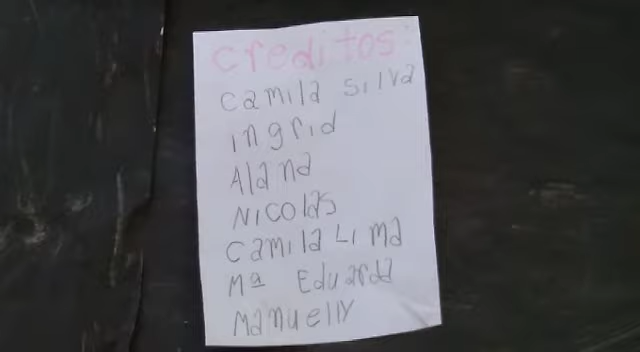 creditos:
camila silva
ingrid
Alana
Nicolas
camila Lima
Mª Eduarda
Manuelly